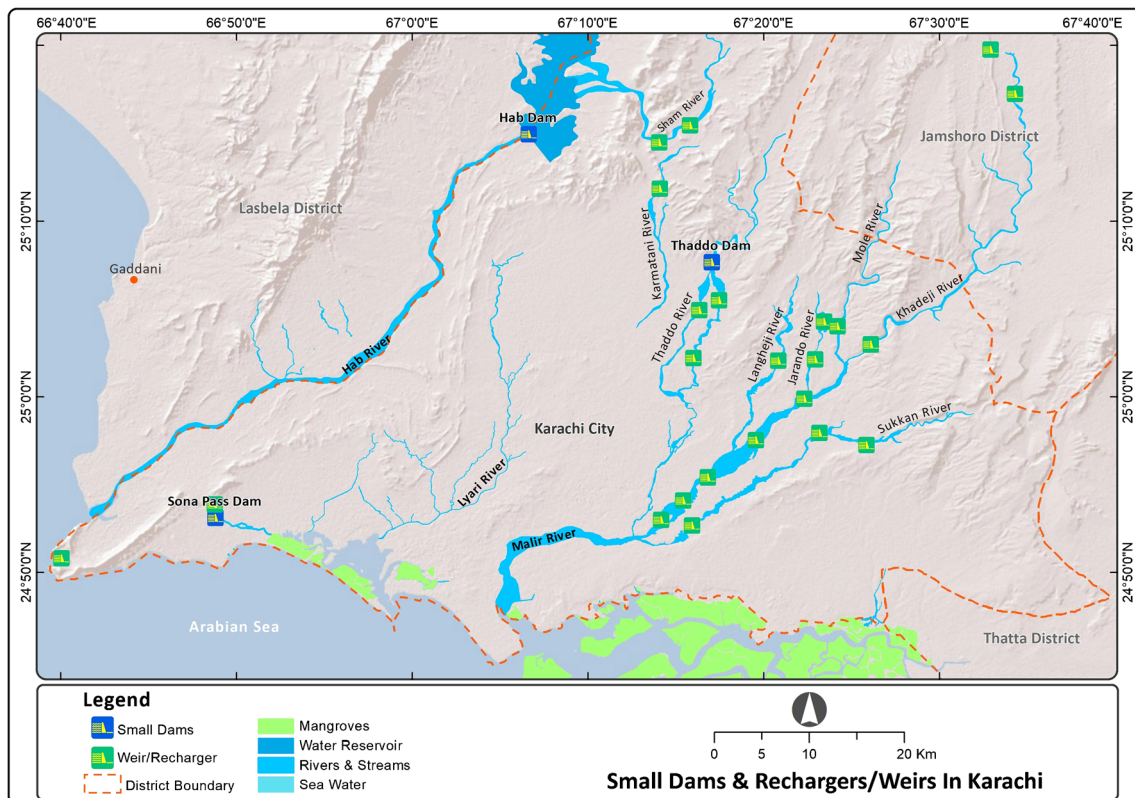 66°40'0"E 66°50'0"E 67°0'0"E 67°10'0"E 67°20'0"E 67°30'0"E 67°40'0"E
Hab Dam
Sham River
Jamshoro District
Lasbela District
25°10'0"N
25°10'0"N
Mole River
Karmatani River
Thaddo Dam
Gaddani
Khadeji River
Thaddo River
Langheji River
Jarando River
Hab River
25°0'0"N
25°0'0"N
Sukkan River
Karachi City
Lyari River
Sona Pass Dam
Malir River
24°50'0"N
24°50'0"N
Arabian Sea
Thatta District
Legend
Small Dams
Weir/Recharger
District Boundary
Mangroves
Water Reservoir
Rivers & Streams
Sea Water
0 5 10 20 Km
Small Dams & Rechargers/Weirs In Karachi